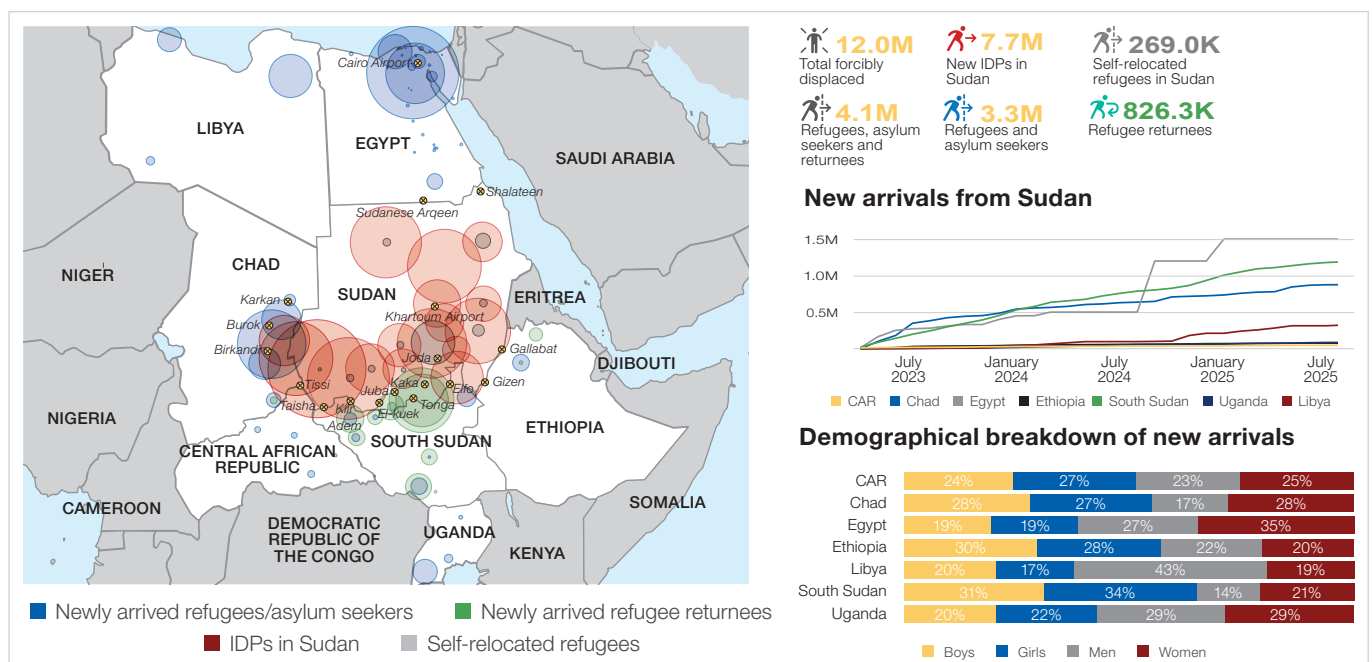 Cairo Airport
LIBYA
EGYPT
SAUDI ARABIA
Shalateen
Sudanese Arqeen
NIGER
CHAD
SUDAN
ERITREA
Karkan
Khartoum Airport
Burok
Birkandi
Joda
Gallabat
DJIBOUTI
Tissi
Juba
Kaka
Elfo
Gizen
Taisha
Kilr
Tonga
El-kuek
Adem
NIGERIA
SOUTH SUDAN
ETHIOPIA
CENTRAL AFRICAN
REPUBLIC
CAMEROON
SOMALIA
DEMOCRATIC
REPUBLIC OF
THE CONGO
UGANDA
KENYA
Newly arrived refugees/asylum seekers
Newly arrived refugee returnees
IDPs in Sudan
Self-relocated refugees
12.0M
Total forcibly
displaced
7.7M
New IDPs in
Sudan
269.0K
Self-relocated
refugees in Sudan
4.1M
Refugees, asylum
seekers and
returnees
3.3M
Refugees and
asylum seekers
826.3K
Refugee returnees
New arrivals from Sudan
1.5M
1.0M
0.5M
July
2023
January
2024
July
2024
January
2025
July
2025
CAR
Chad
Egypt
Ethiopia
South Sudan
Uganda
Libya
Demographical breakdown of new arrivals
CAR 24% 27% 23% 25%
Chad 28% 27% 17% 28%
Egypt 19% 19% 27% 35%
Ethiopia 30% 28% 22% 20%
Libya 20% 17% 43% 19%
South Sudan 31% 34% 14% 21%
Uganda 20% 22% 29% 29%
Boys
Girls
Men
Women